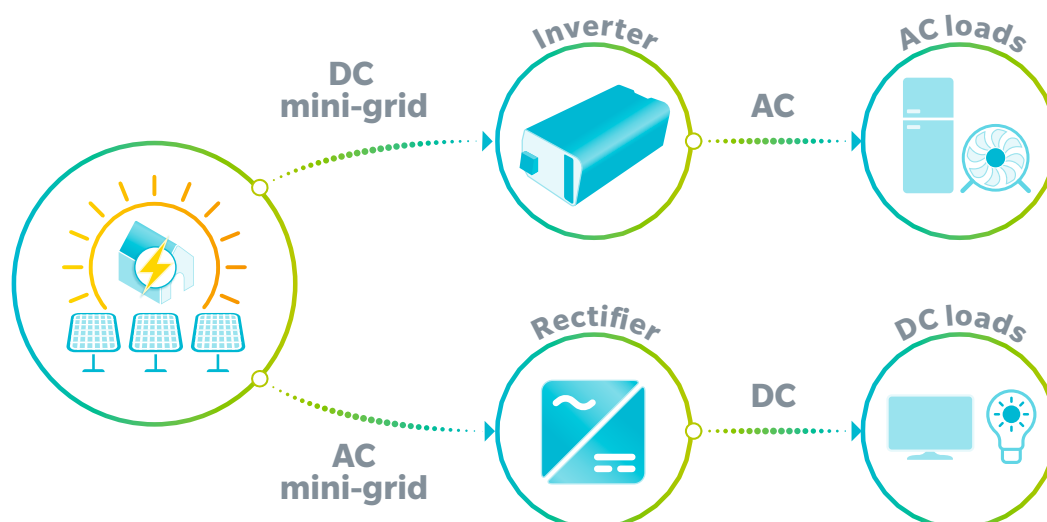 Inverter
AC loads
DC
mini-grid
AC
Rectifier
DC loads
DC
AC
mini-grid